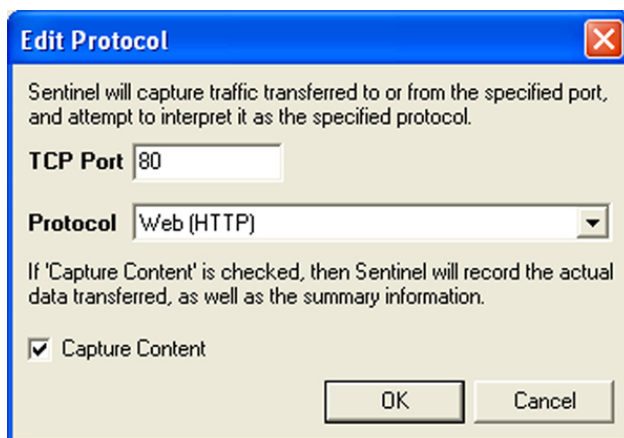 Edit Protocol
Sentinel will capture traffic transferred to or from the specified port,
and attempt to interpret it as the specified protocol.
TCP Port 80
Protocol Web (HTTP)
If 'Capture Content' is checked, then Sentinel will record the actual
data transferred, as well as the summary information.
Capture Content
OK Cancel